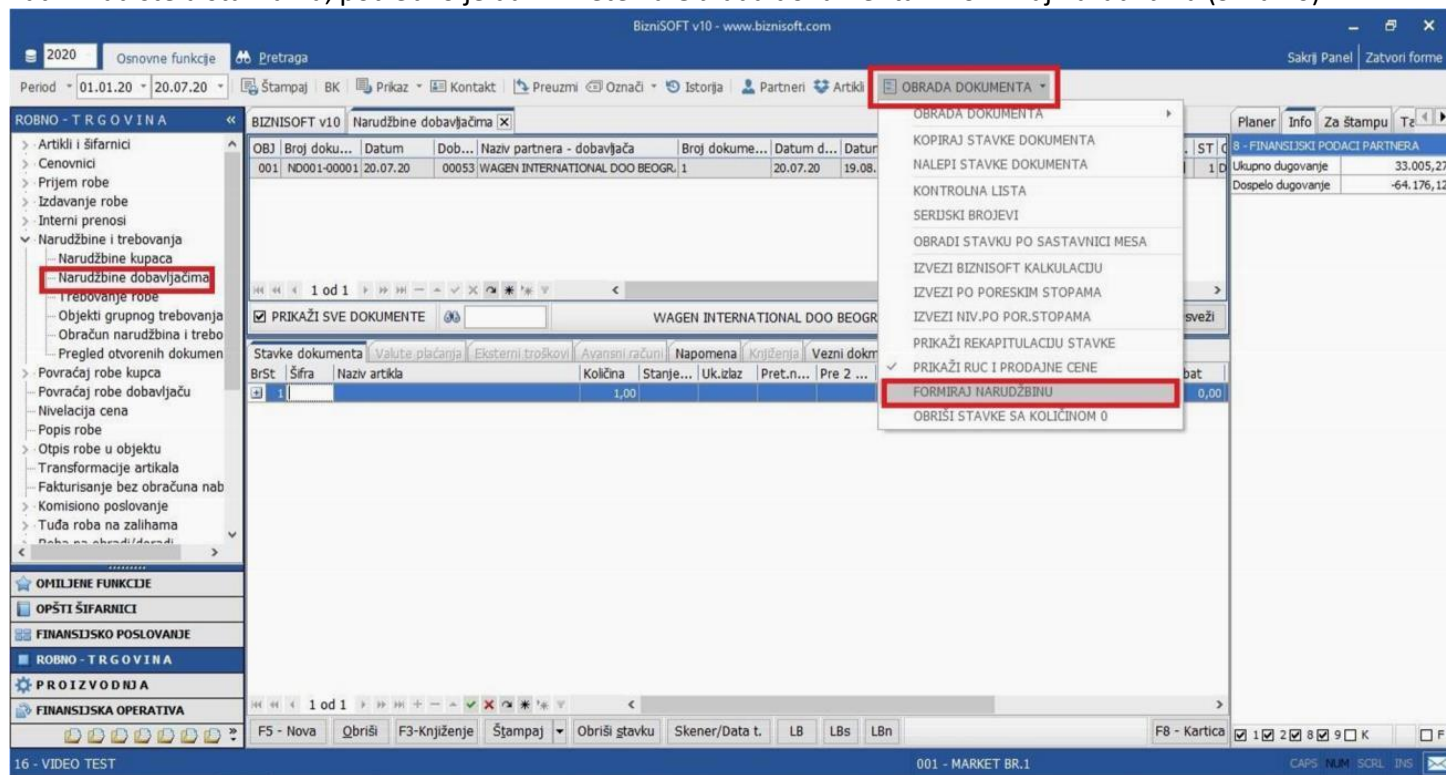 BizniSOFT v10 - www.biznisoft.com
2020 Osnovne funkcije Pretraga Sakrij Panel Zatvori forme
Period 01.01.20 20.07.20 Štampaj BK Prikaz Kontakt Preuzmi Označi Istorija Partneri Artikli OBRADA DOKUMENTA
ROBNO - T R G O V I N A «
Artikli i šifarnici
Cenovnici
Prijem robe
Izdavanje robe
Interni prenosi
Narudžbine i trebovanja
Narudžbine kupaca
Narudžbine dobavljačima
Trebovanje robe
Objekti grupnog trebovanja
Obračun narudžbina i trebo
Pregled otvorenih dokumen
Povraćaj robe kupca
Povraćaj robe dobavljaču
Nivelacija cena
Popis robe
Otpis robe u objektu
Transformacije artikala
Fakturisanje bez obračuna nab
Komisiono poslovanje
Tuđa roba na zalihama
OMILJENE FUNKCIJE
OPŠTI ŠIFARNICI
FINANSIJSKO POSLOVANJE
ROBNO - T R G O V I N A
P R O I Z V O D NJ A
FINANSIJSKA OPERATIVA
BIZNISOFT v10 Narudžbine dobavljačima
OBJ Broj doku... Datum Dob... Naziv partnera - dobavljača Broj dokume... Datum d... Datur ST
001 ND001-00001 20.07.20 00053 WAGEN INTERNATIONAL DOO BEOGR. 1 20.07.20 19.08. 1 D
1 od 1
PRIKAŽI SVE DOKUMENTE WAGEN INTERNATIONAL DOO BEOGR sveži
Stavke dokumenta Valute plaćanja Eksterni troškovi Avansni računi Napomena Knjiženja Vezni dokm
BrSt Šifra Naziv artikla Količina Stanje... Uk.izlaz Pret.n... Pre 2 ... bat
1 1,00 0,00
OBRADA DOKUMENTA
KOPIRAJ STAVKE DOKUMENTA
NALEPI STAVKE DOKUMENTA
KONTROLNA LISTA
SERIJSKI BROJEVI
OBRADI STAVKU PO SASTAVNICI MESA
IZVEZI BIZNISOFT KALKULACIJU
IZVEZI PO PORESKIM STOPAMA
IZVEZI NIV.PO POR.STOPAMA
PRIKAŽI REKAPITULACIJU STAVKE
PRIKAŽI RUC I PRODAJNE CENE
FORMIRAJ NARUDŽBINU
OBRIŠI STAVKE SA KOLIČINOM 0
Planer Info Za štampu
8 - FINANSIJSKI PODACI PARTNERA
Ukupno dugovanje 33.005,27
Dospelo dugovanje -64.176,12
1 od 1
F5 - Nova Obriši F3-Knjiženje Štampaj Obriši stavku Skener/Data t. LB LBs LBn F8 - Kartica 1 2 8 9 K F
16 - VIDEO TEST 001 - MARKET BR.1 CAPS NUM SCRL INS